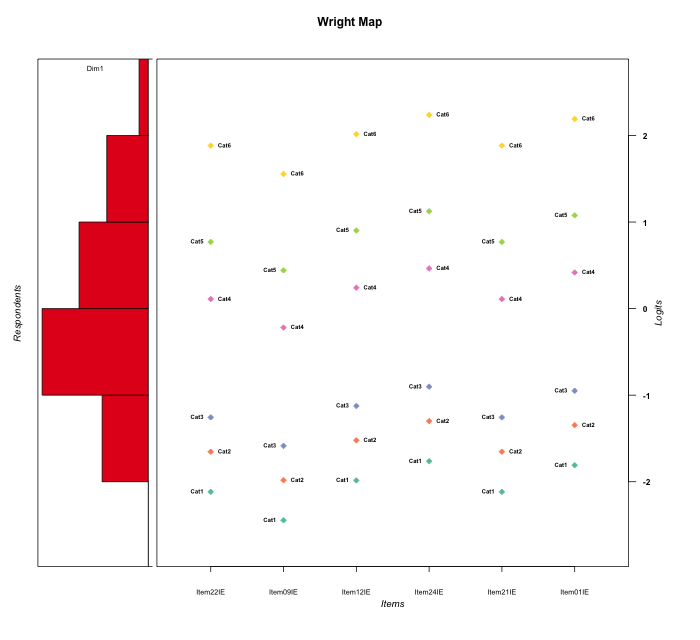 Wright Map
Dim1
Cat6 Cat6 Cat6 Cat6 Cat6 Cat6
Cat5 Cat5 Cat5 Cat5 Cat5 Cat5
Cat4 Cat4 Cat4 Cat4 Cat4 Cat4
Cat3 Cat3 Cat3 Cat3 Cat3 Cat3
Cat2 Cat2 Cat2 Cat2 Cat2 Cat2
Cat1 Cat1 Cat1 Cat1 Cat1 Cat1
2
1
0
-1
-2
Respondents
Logits
Item22IE Item09IE Item12IE Item24IE Item21IE Item01IE
Items